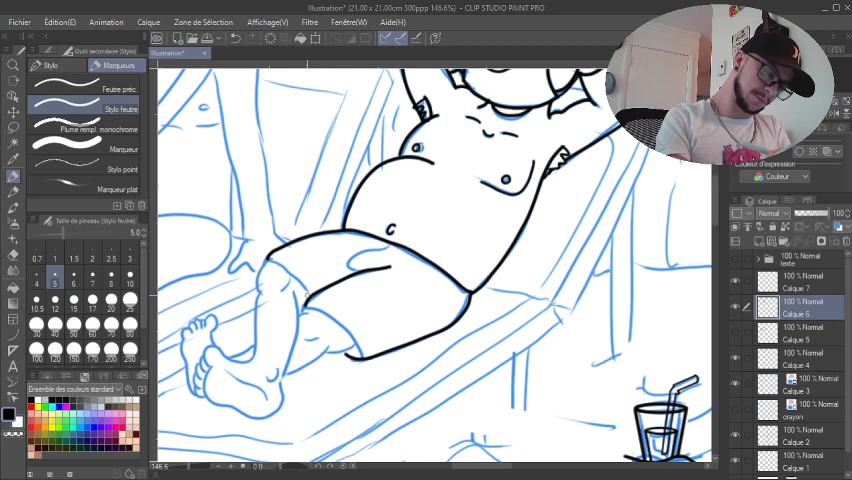 Illustration* (21.00 x 21.00cm 300ppp 146.6%) - CLIP STUDIO PAINT PRO
Fichier Édition(E) Animation Calque Zone de Sélection Affichage(V) Filtre Fenêtre(W) Aide(H)
Outil secondaire (Stylo)
Illustration*
Stylo Marqueurs
Feutre préc.
Stylo feutre
Plume rempl. monochrome
Marqueur
Stylo point
Marqueur plat
Taille de pinceau (Stylo feutre)
5.0
0.7 1 1.5 2 2.5 3
4 5 6 7 8 10
10.5 12 15 17 20 25
30 40 50 60 70 80
100 120 150 170 200 250
Ensemble des couleurs standard
146.6 0.0
Couleur d'expression
Couleur
Calque
Normal 100
100 % Normal
texte
100 % Normal
Calque 7
100 % Normal
Calque 6
100 % Normal
Calque 5
100 % Normal
Calque 4
100 % Normal
Calque 3
100 % Normal
crayon
100 % Normal
Calque 2
100 % Normal
Calque 1